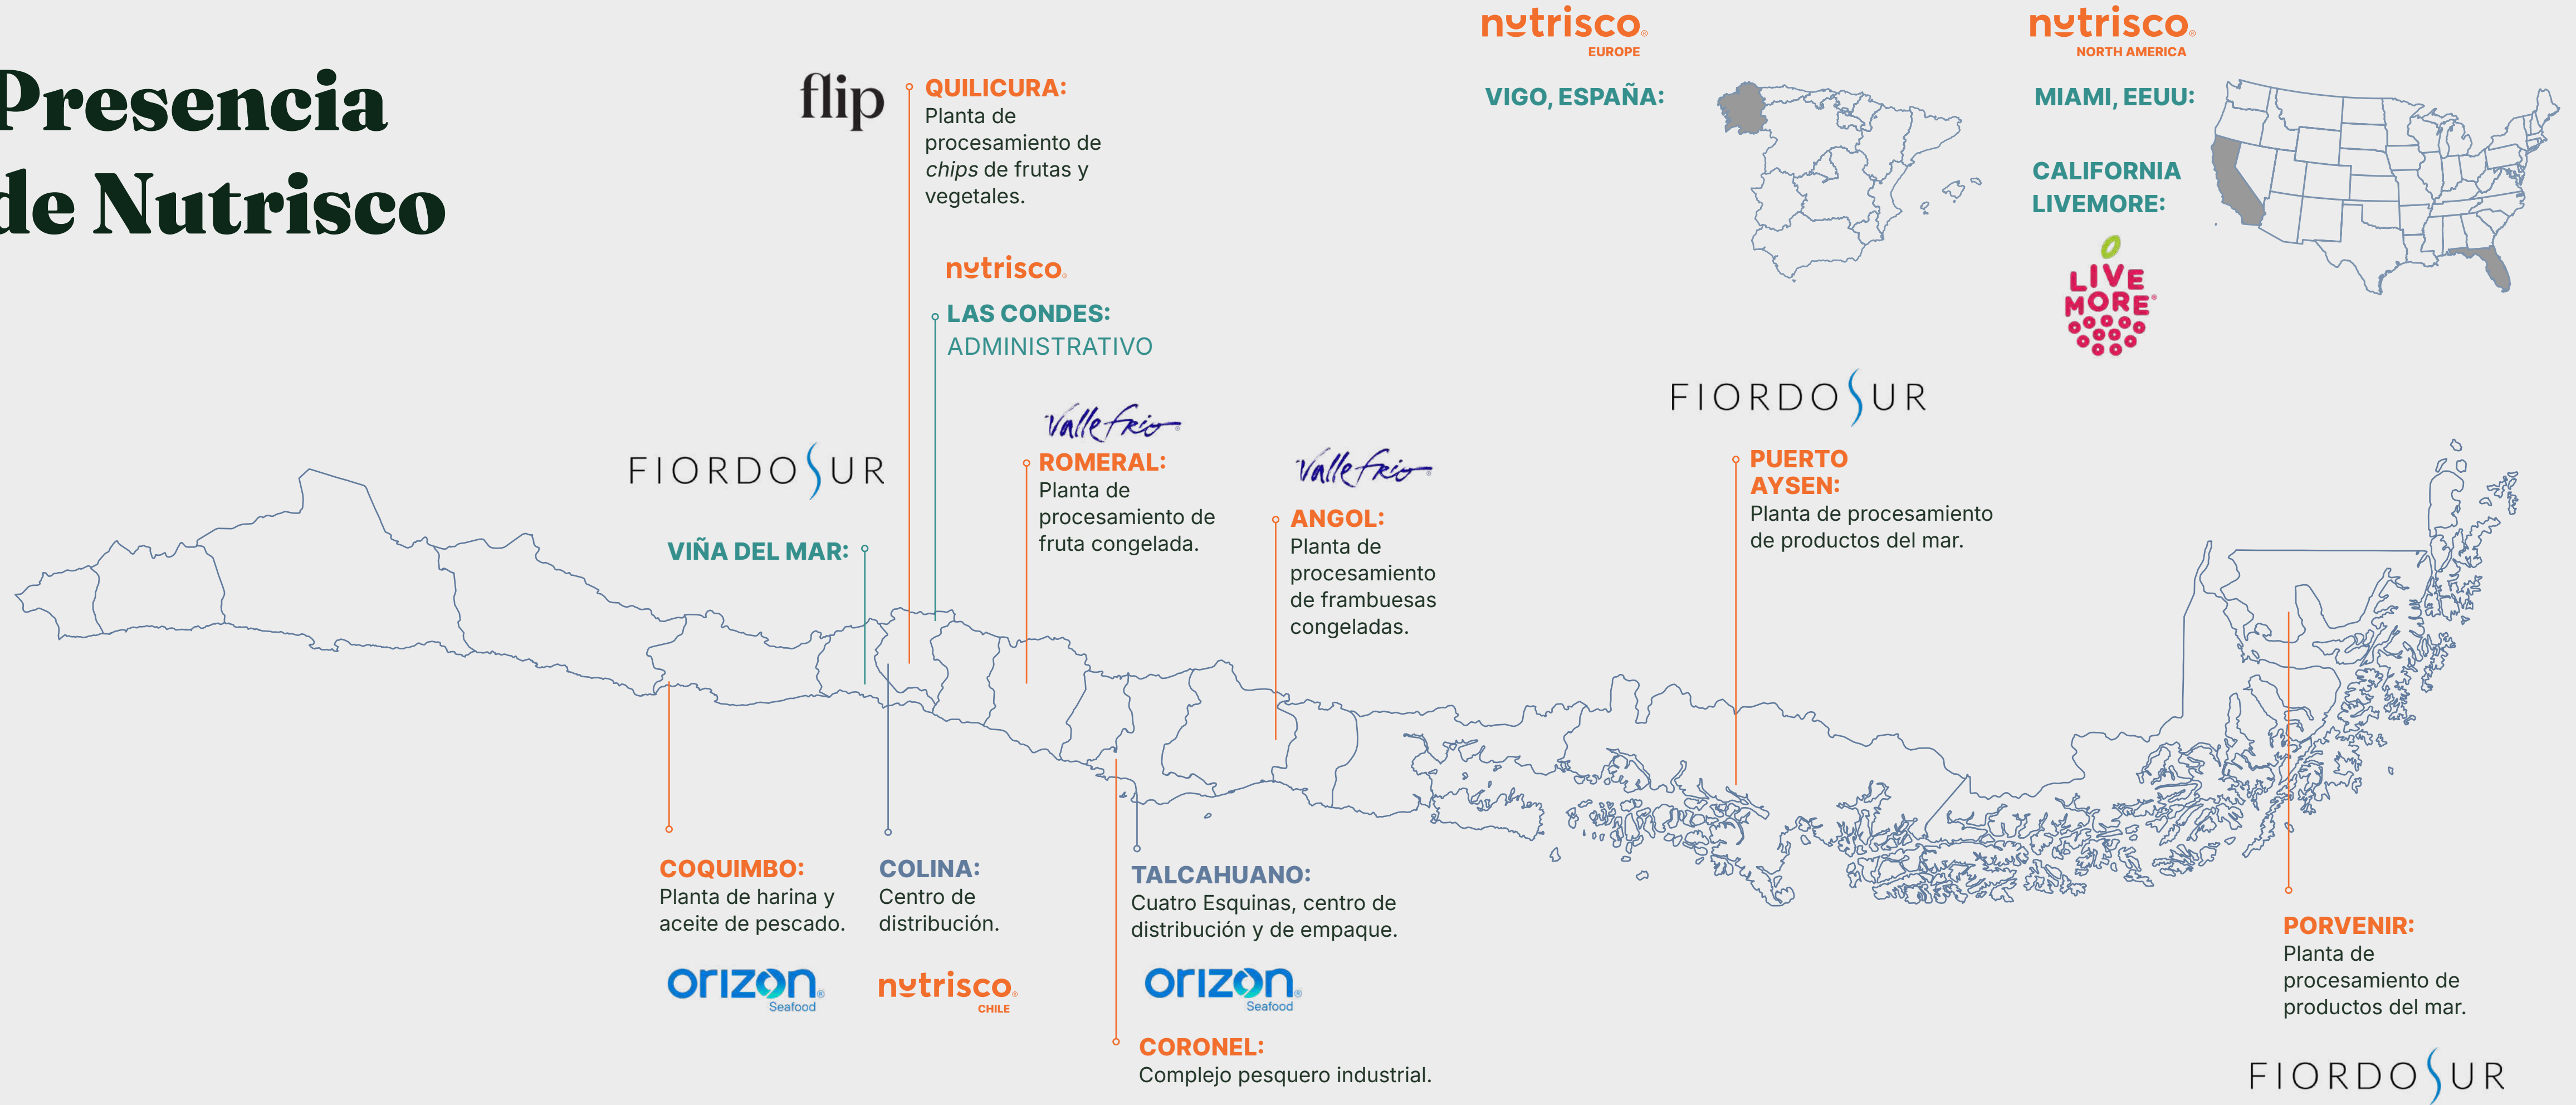 Presencia
de Nutrisco
flip
QUILICURA:
Planta de
procesamiento de
chips de frutas y
vegetales.
nutrisco®
LAS CONDES:
ADMINISTRATIVO
nutrisco®
EUROPE
VIGO, ESPAÑA:
nutrisco®
NORTH AMERICA
MIAMI, EEUU:
CALIFORNIA
LIVEMORE:
LIVE
MORE®
FIORDOSUR
VIÑA DEL MAR:
Vallefrío®
ROMERAL:
Planta de
procesamiento de
fruta congelada.
Vallefrío®
ANGOL:
Planta de
procesamiento
de frambuesas
congeladas.
FIORDOSUR
PUERTO
AYSEN:
Planta de procesamiento
de productos del mar.
COQUIMBO:
Planta de harina y
aceite de pescado.
orizon®
Seafood
COLINA:
Centro de
distribución.
nutrisco®
CHILE
TALCAHUANO:
Cuatro Esquinas, centro de
distribución y de empaque.
orizon®
Seafood
CORONEL:
Complejo pesquero industrial.
PORVENIR:
Planta de
procesamiento de
productos del mar.
FIORDOSUR